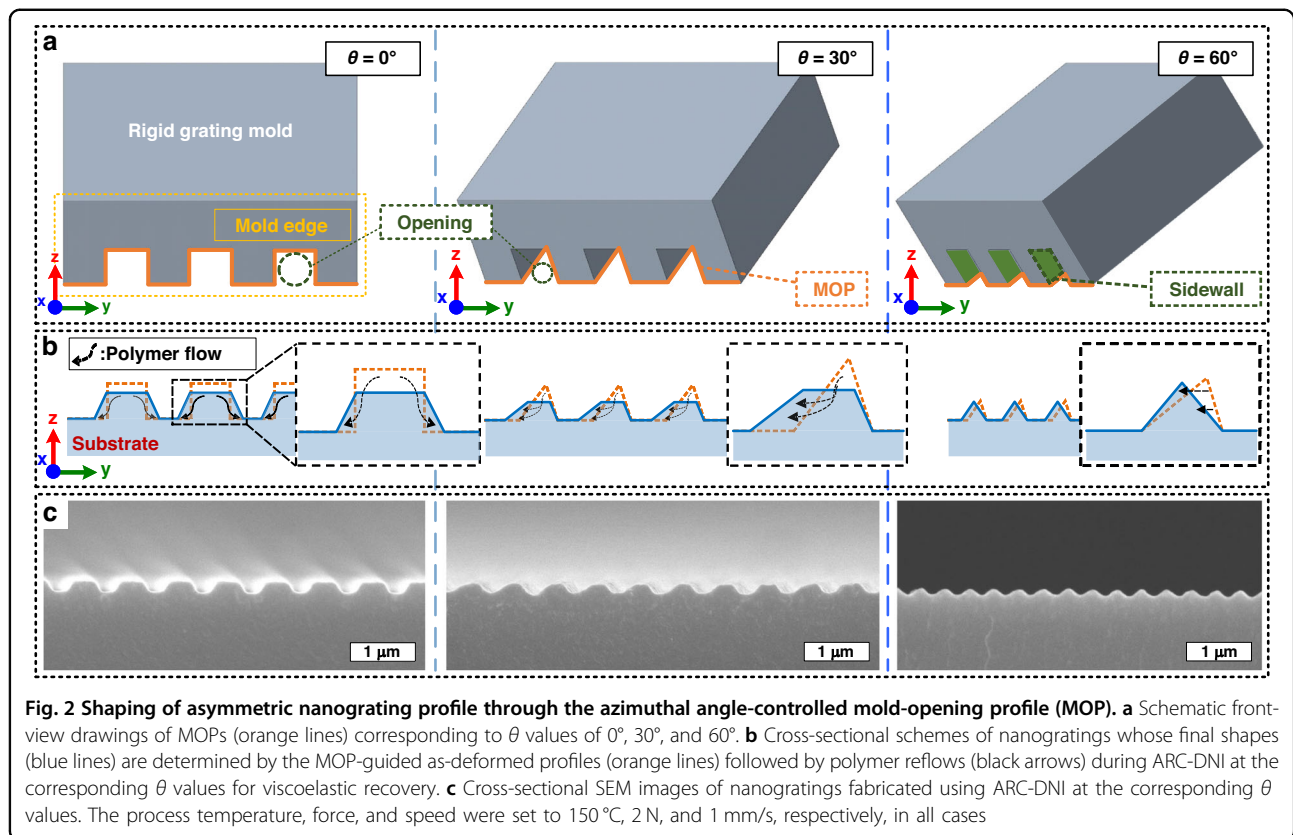 a
θ = 0°
θ = 30°
θ = 60°
Rigid grating mold
Mold edge
Opening
MOP
Sidewall
z
x
y
z
x
y
z
x
y
b
:Polymer flow
z
x
y
Substrate
c
1 µm
1 µm
1 µm
Fig. 2 Shaping of asymmetric nanograting profile through the azimuthal angle-controlled mold-opening profile (MOP). a Schematic front-
view drawings of MOPs (orange lines) corresponding to θ values of 0°, 30°, and 60°. b Cross-sectional schemes of nanogratings whose final shapes
(blue lines) are determined by the MOP-guided as-deformed profiles (orange lines) followed by polymer reflows (black arrows) during ARC-DNI at the
corresponding θ values for viscoelastic recovery. c Cross-sectional SEM images of nanogratings fabricated using ARC-DNI at the corresponding θ
values. The process temperature, force, and speed were set to 150 °C, 2 N, and 1 mm/s, respectively, in all cases